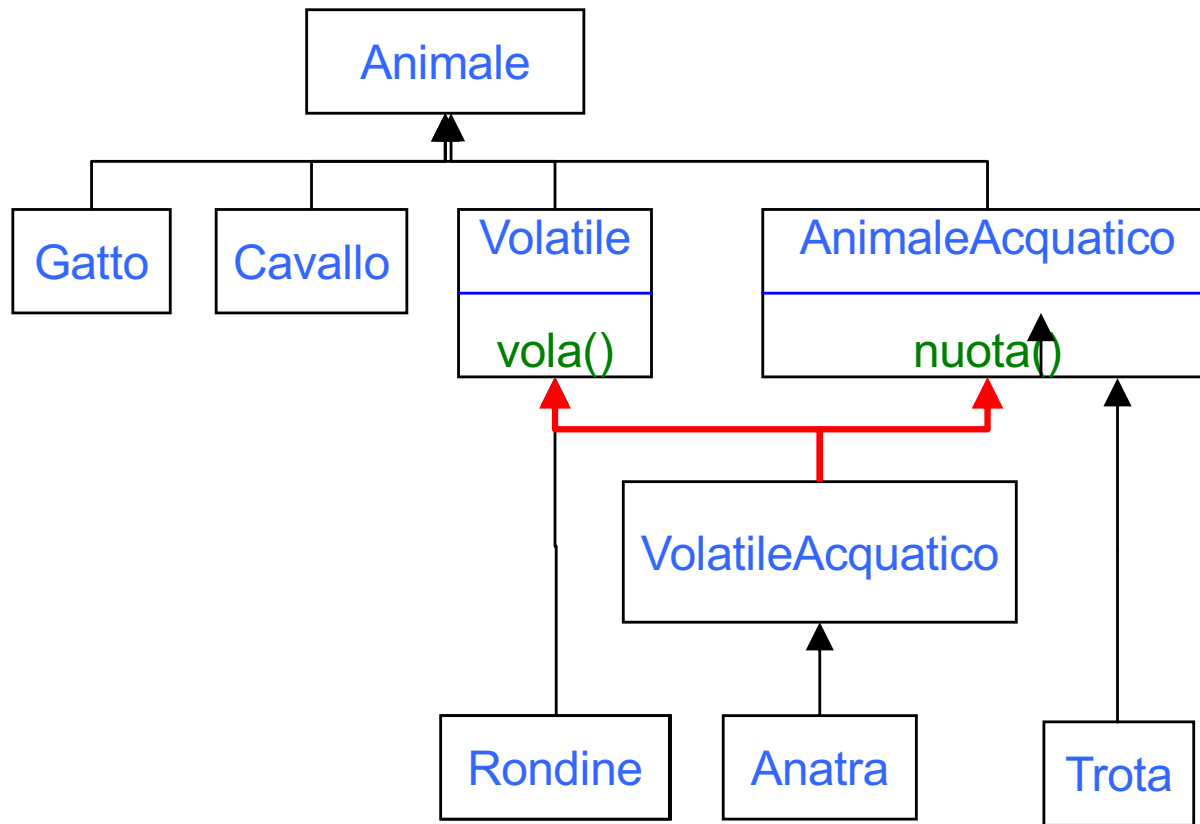 Animale
Gatto
Cavallo
Volatile
AnimaleAcquatico
vola()
nuota()
VolatileAcquatico
Rondine
Anatra
Trota